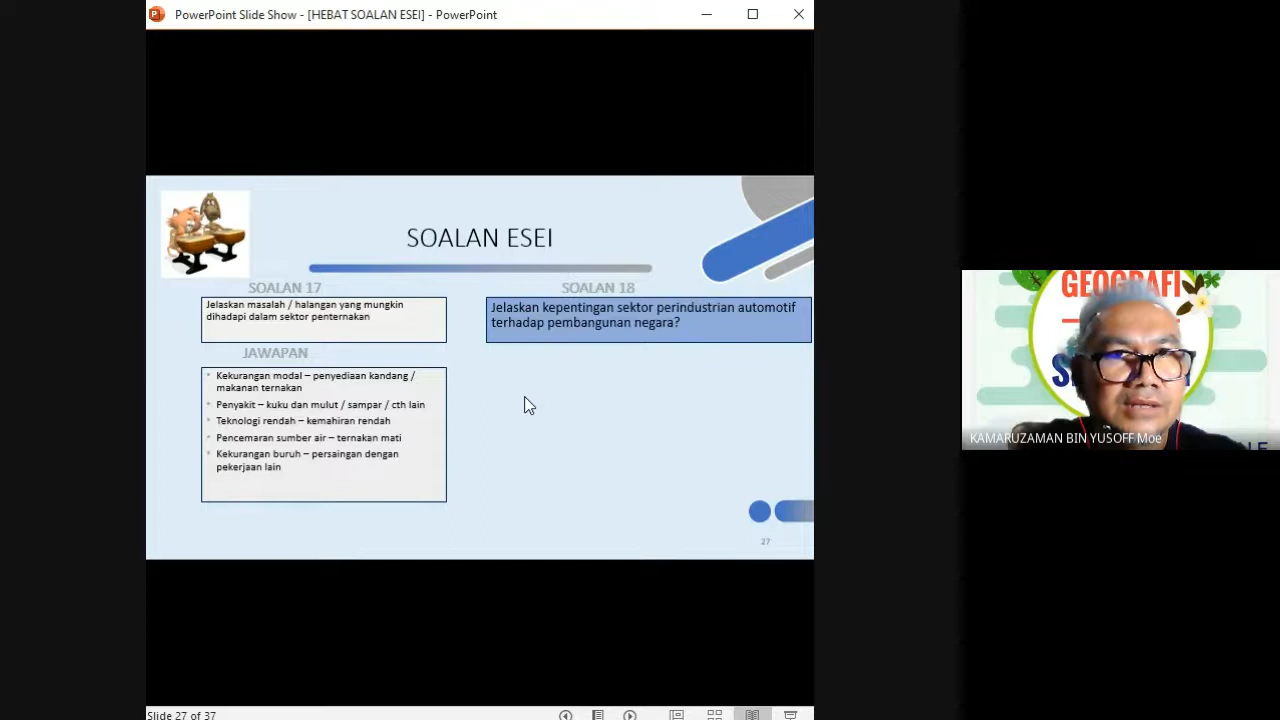 PowerPoint Slide Show - [HEBAT SOALAN ESEI] - PowerPoint
SOALAN ESEI
SOALAN 17
Jelaskan masalah / halangan yang mungkin
dihadapi dalam sektor penternakan
JAWAPAN
Kekurangan modal – penyediaan kandang /
makanan ternakan
Penyakit – kuku dan mulut / sampar / cth lain
Teknologi rendah – kemahiran rendah
Pencemaran sumber air – ternakan mati
Kekurangan buruh – persaingan dengan
pekerjaan lain
SOALAN 18
Jelaskan kepentingan sektor perindustrian automotif
terhadap pembangunan negara?
27
Slide 27 of 37
GEOGRAFI
KAMARUZAMAN BIN YUSOFF Moe